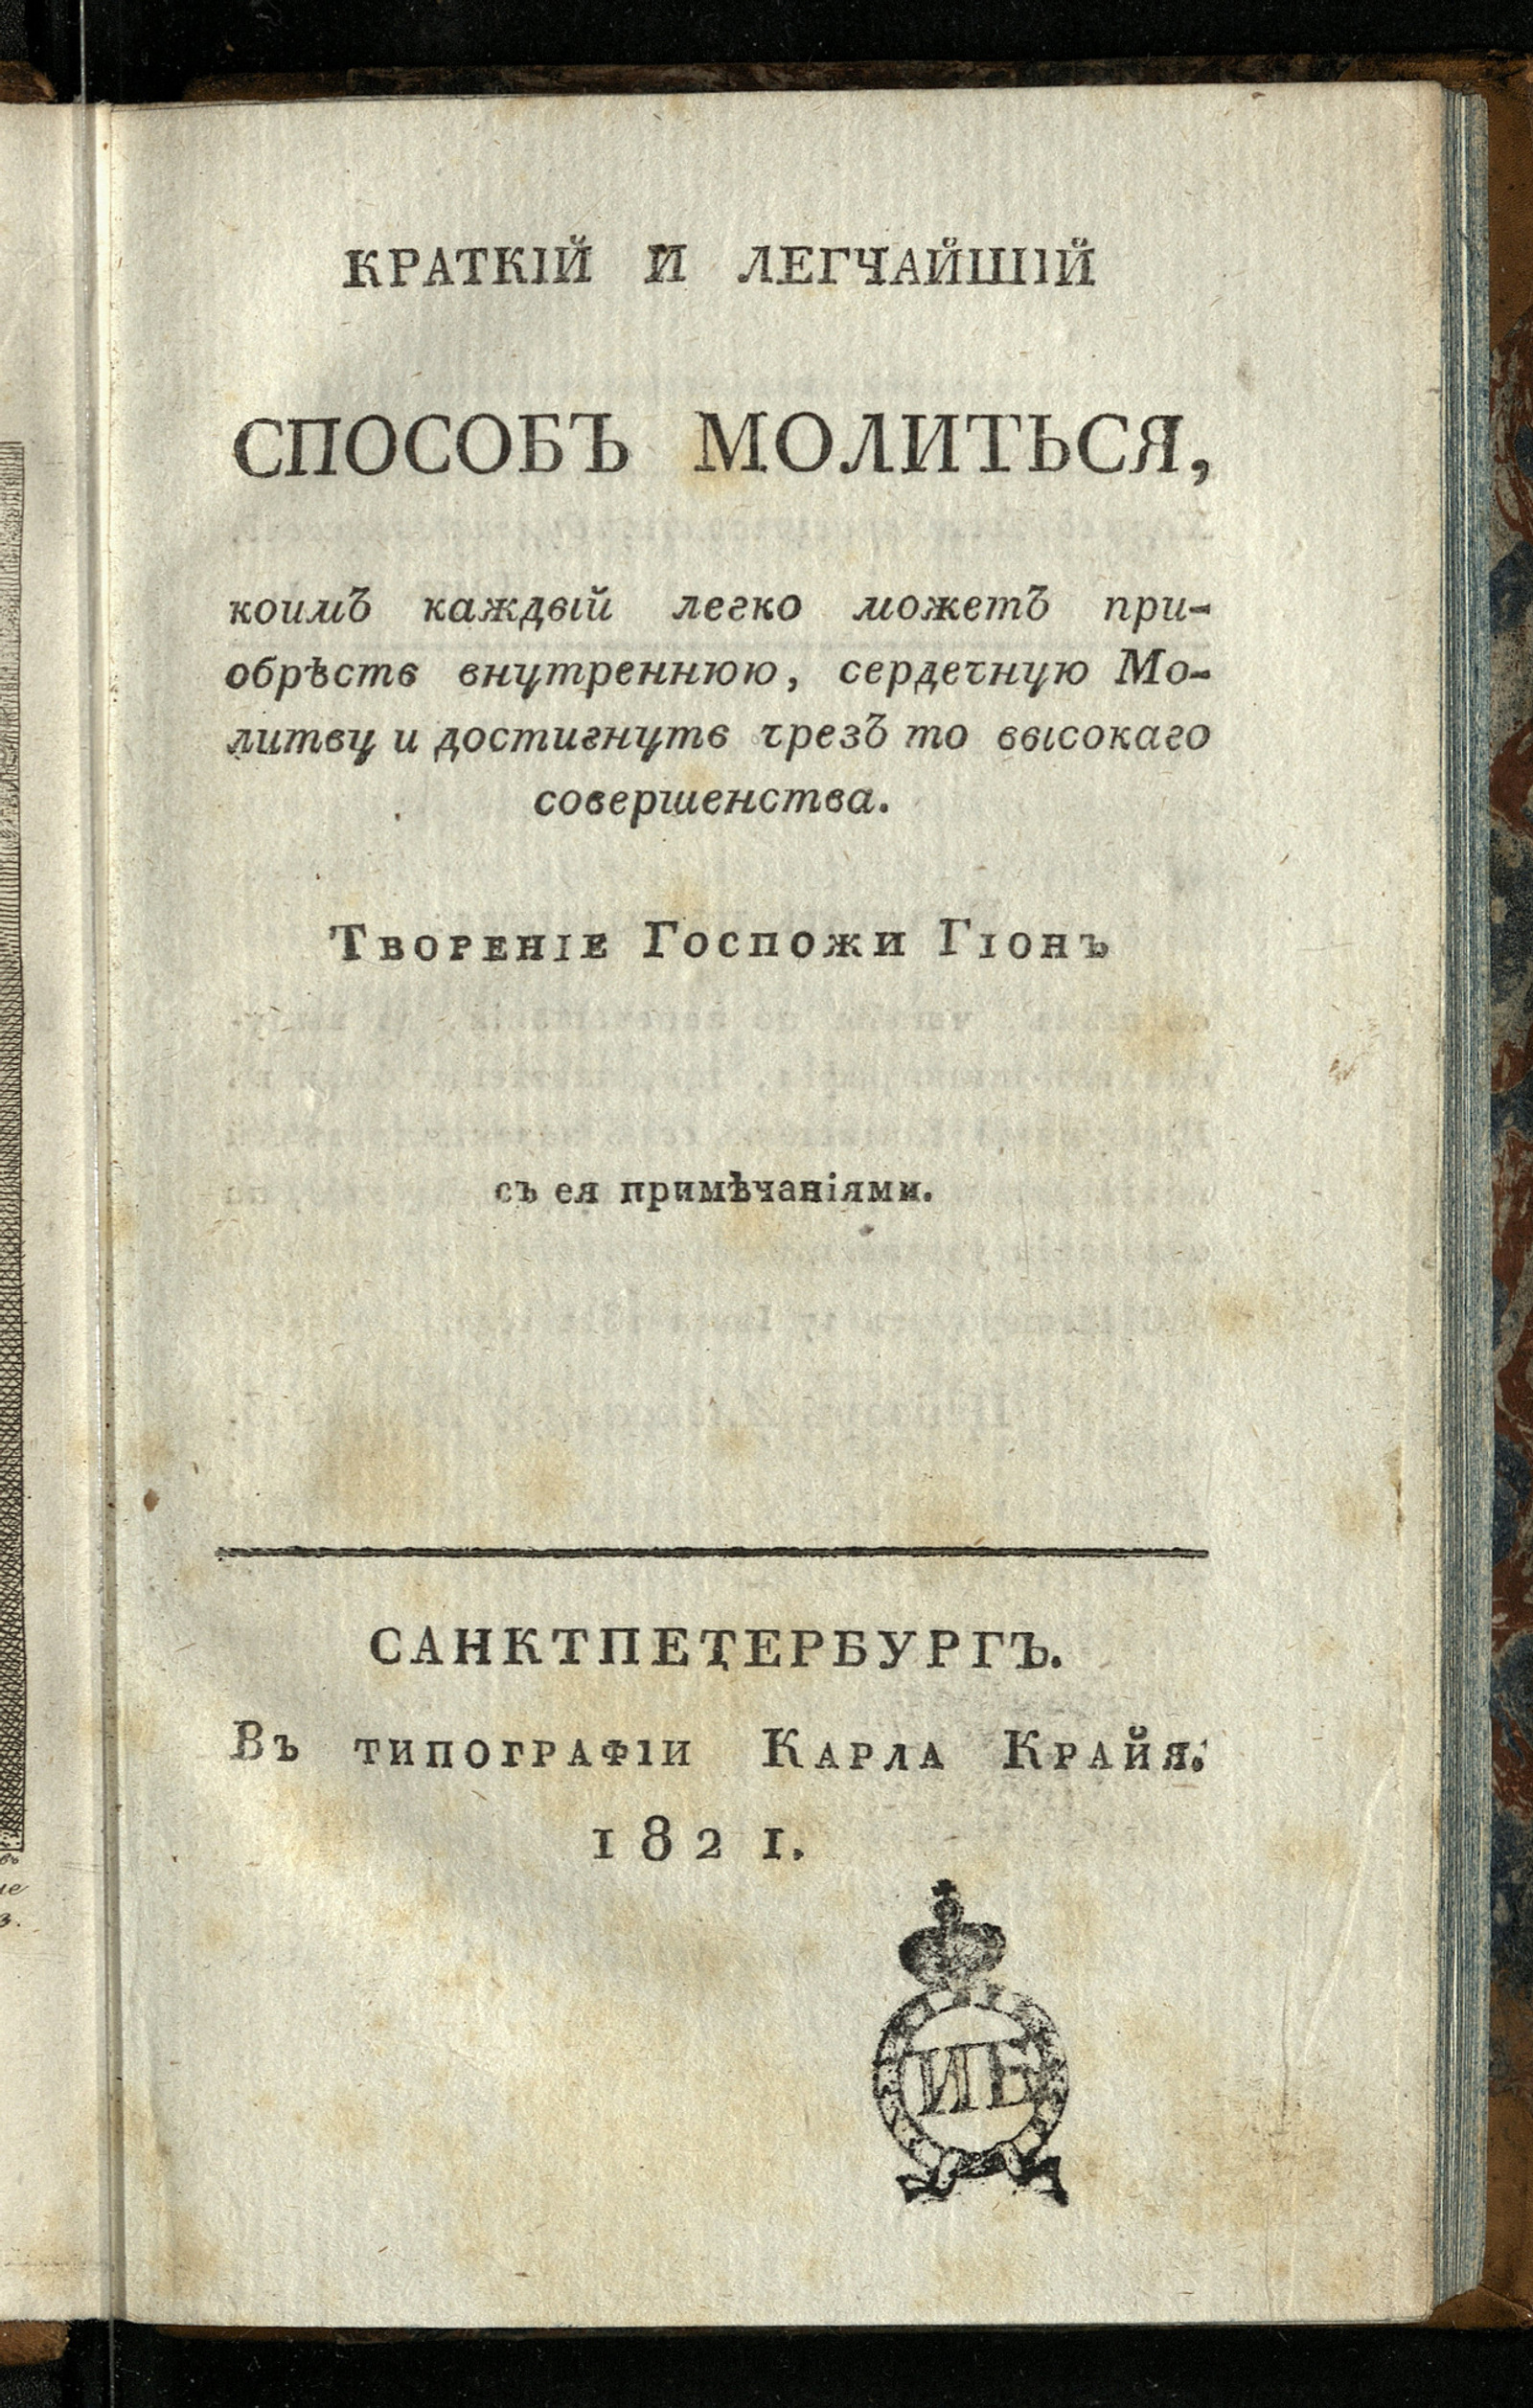 КРАТКІЙ И ЛЕГЧАЙШІЙ
СПОСОБЪ МОЛИТЬСЯ,
коимъ каждый легко можетъ при-
обрѣсть внутреннюю, сердечную Мо-
литву и достигнуть чрезъ то высокаго
совершенства.
Твореніе Госпожи Гіонъ
съ ея примѣчаніями.
САНКТПЕТЕРБУРГЪ.
Въ типографіи Карла Крайя.
1821.
ИБ